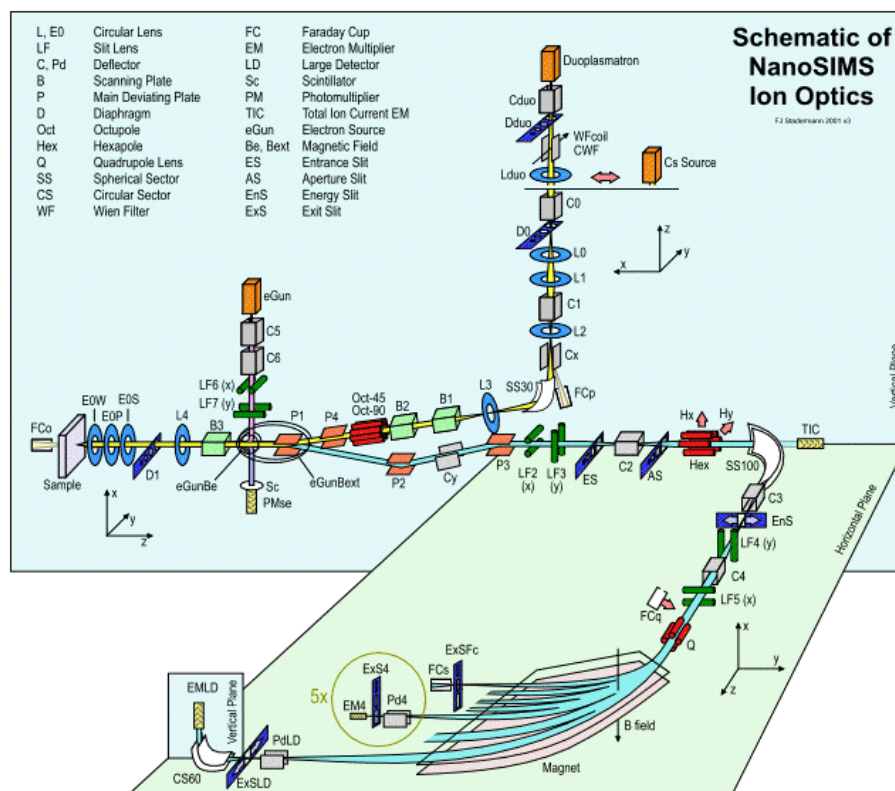 Schematic of
NanoSIMS
Ion Optics
FJ Stadermann 2001 v3
L, E0 Circular Lens
LF Slit Lens
C, Pd Deflector
B Scanning Plate
P Main Deviating Plate
D Diaphragm
Oct Octupole
Hex Hexapole
Q Quadrupole Lens
SS Spherical Sector
CS Circular Sector
WF Wien Filter
FC Faraday Cup
EM Electron Multiplier
LD Large Detector
Sc Scintillator
PM Photomultiplier
TIC Total Ion Current EM
eGun Electron Source
Be, Bext Magnetic Field
ES Entrance Slit
AS Aperture Slit
EnS Energy Slit
ExS Exit Slit
Duoplasmatron
Cduo
Dduo
WFcoil
CWF
Lduo
Cs Source
C0
D0
L0
L1
C1
L2
Cx
SS30
FCp
z
y
x
eGun
C5
C6
LF6 (x)
LF7 (y)
E0W
E0P
E0S
FCo
Sample
D1
L4
B3
P1
P4
Oct-45
Oct-90
B2
B1
L3
eGunBe
eGunBext
Sc
PMse
P2
Cy
P3
LF2
(x)
LF3
(y)
ES
C2
AS
Hx
Hy
Hex
SS100
TIC
Vertical Plane
x
y
z
C3
EnS
LF4 (y)
C4
LF5 (x)
FCq
Q
Horizontal Plane
x
y
z
ExSFc
FCs
ExS4
5x
EM4
Pd4
B field
Magnet
EMLD
Vertical Plane
PdLD
CS60
ExSLD